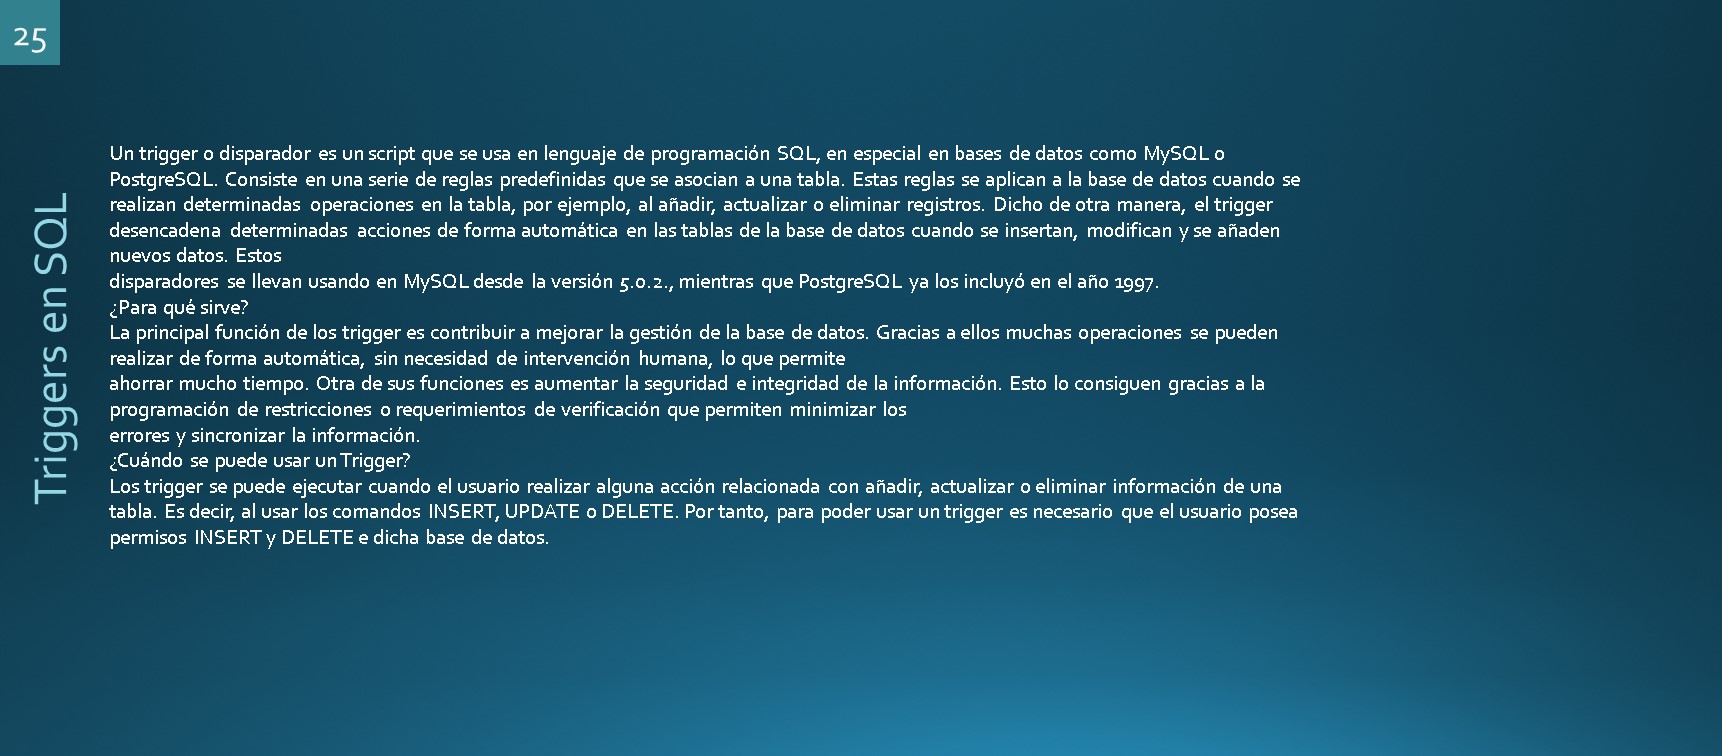 25
Triggers en SQL
Un trigger o disparador es un script que se usa en lenguaje de programación SQL, en especial en bases de datos como MySQL o
PostgreSQL. Consiste en una serie de reglas predefinidas que se asocian a una tabla. Estas reglas se aplican a la base de datos cuando se
realizan determinadas operaciones en la tabla, por ejemplo, al añadir, actualizar o eliminar registros. Dicho de otra manera, el trigger
desencadena determinadas acciones de forma automática en las tablas de la base de datos cuando se insertan, modifican y se añaden
nuevos datos. Estos
disparadores se llevan usando en MySQL desde la versión 5.0.2., mientras que PostgreSQL ya los incluyó en el año 1997.
¿Para qué sirve?
La principal función de los trigger es contribuir a mejorar la gestión de la base de datos. Gracias a ellos muchas operaciones se pueden
realizar de forma automática, sin necesidad de intervención humana, lo que permite
ahorrar mucho tiempo. Otra de sus funciones es aumentar la seguridad e integridad de la información. Esto lo consiguen gracias a la
programación de restricciones o requerimientos de verificación que permiten minimizar los
errores y sincronizar la información.
¿Cuándo se puede usar un Trigger?
Los trigger se puede ejecutar cuando el usuario realizar alguna acción relacionada con añadir, actualizar o eliminar información de una
tabla. Es decir, al usar los comandos INSERT, UPDATE o DELETE. Por tanto, para poder usar un trigger es necesario que el usuario posea
permisos INSERT y DELETE e dicha base de datos.